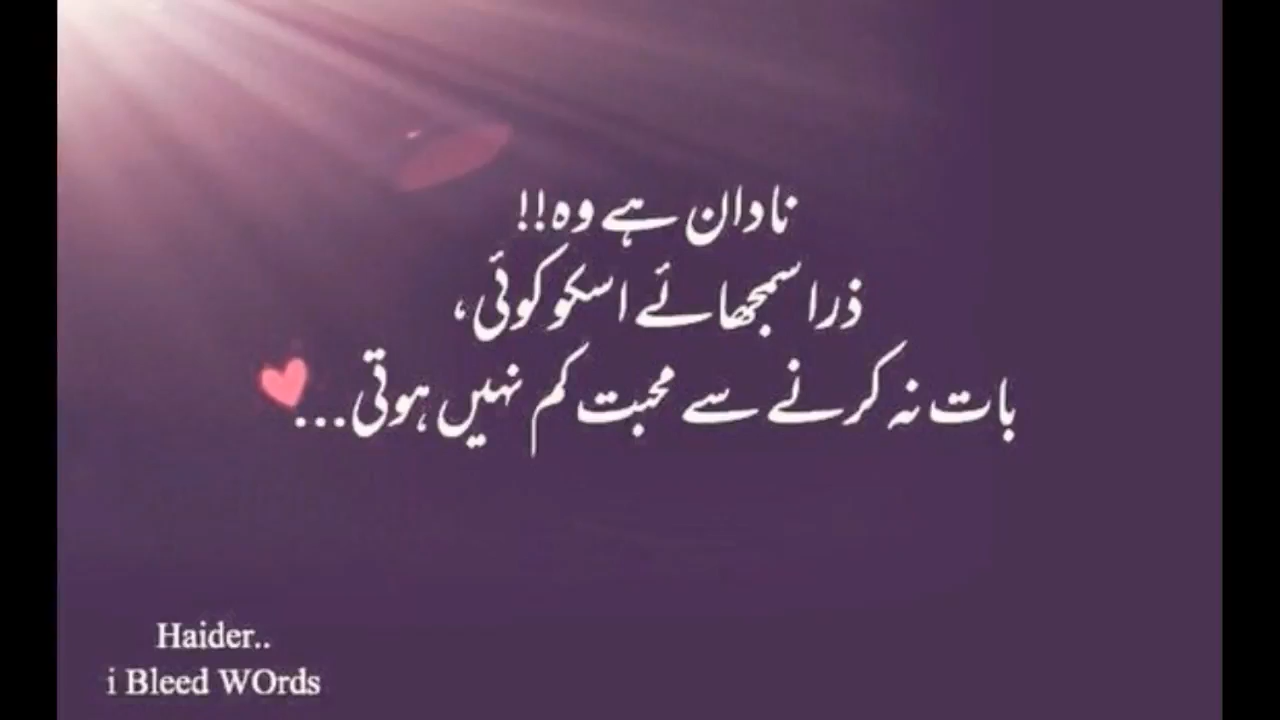 نادان ہے وہ!!
ذرا سمجھائے اسکو کوئی،
بات نہ کرنے سے محبت کم نہیں ہوتی...
Haider..
i Bleed WOrds